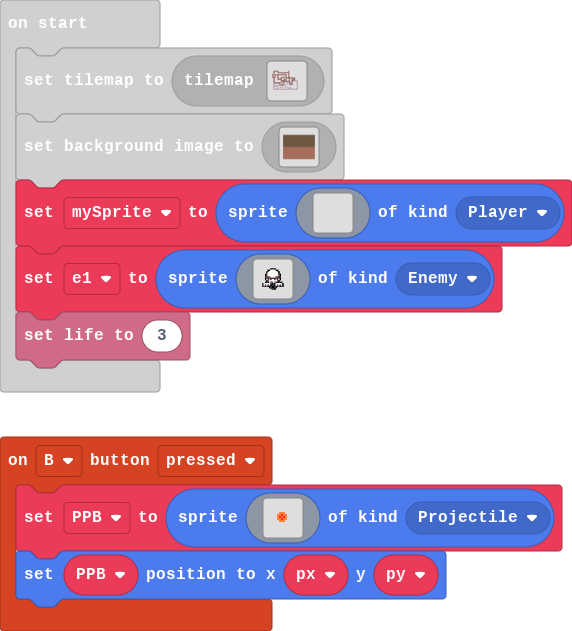 on start
set tilemap to tilemap
set background image to
set mySprite to sprite of kind Player
set e1 to sprite of kind Enemy
set life to 3
on B button pressed
set PPB to sprite of kind Projectile
set PPB position to x px y py